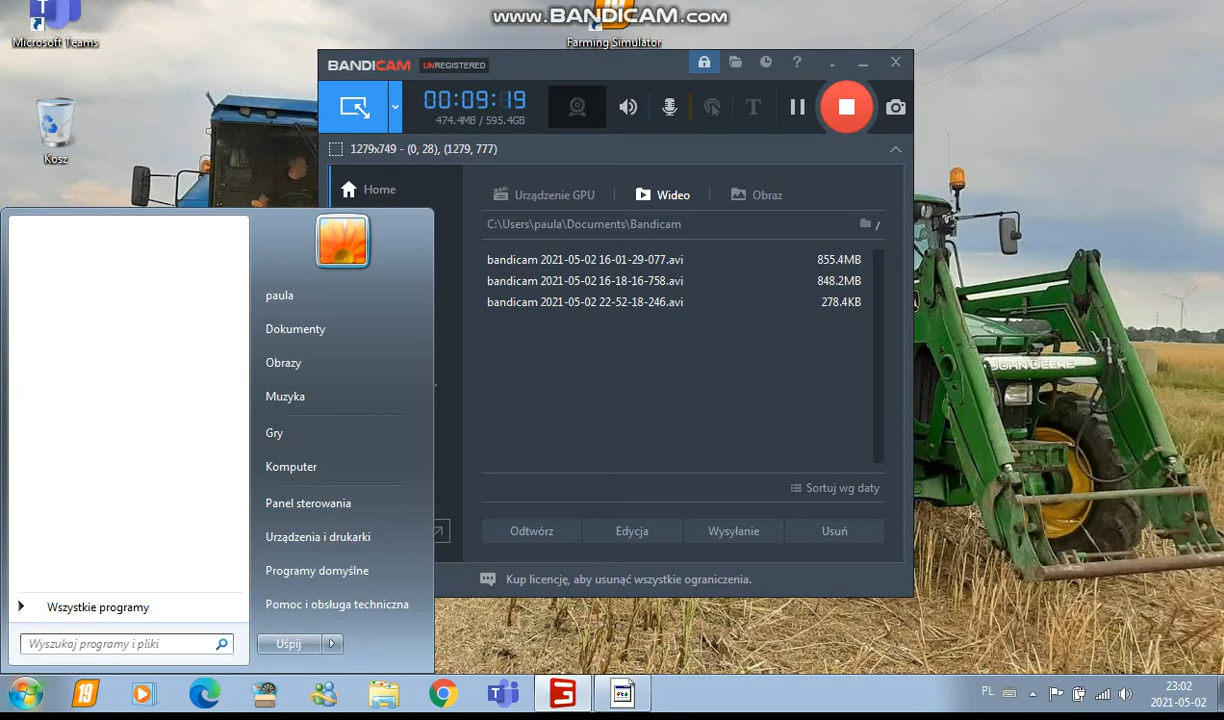 www.BANDICAM.com
Microsoft Teams
Farming Simulator
Kosz
BANDICAM UNREGISTERED
00:09:19
474.4MB / 595.4GB
1279x749 - (0, 28), (1279, 777)
Home
Urządzenie GPU
Wideo
Obraz
C:\Users\paula\Documents\Bandicam
bandicam 2021-05-02 16-01-29-077.avi 855.4MB
bandicam 2021-05-02 16-18-16-758.avi 848.2MB
bandicam 2021-05-02 22-52-18-246.avi 278.4KB
Sortuj wg daty
Odtwórz Edycja Wysyłanie Usuń
Kup licencję, aby usunąć wszystkie ograniczenia.
paula
Dokumenty
Obrazy
Muzyka
Gry
Komputer
Panel sterowania
Urządzenia i drukarki
Programy domyślne
Pomoc i obsługa techniczna
Wszystkie programy
Wyszukaj programy i pliki
Uśpij
JOHN DEERE
19
PL
23:02
2021-05-02